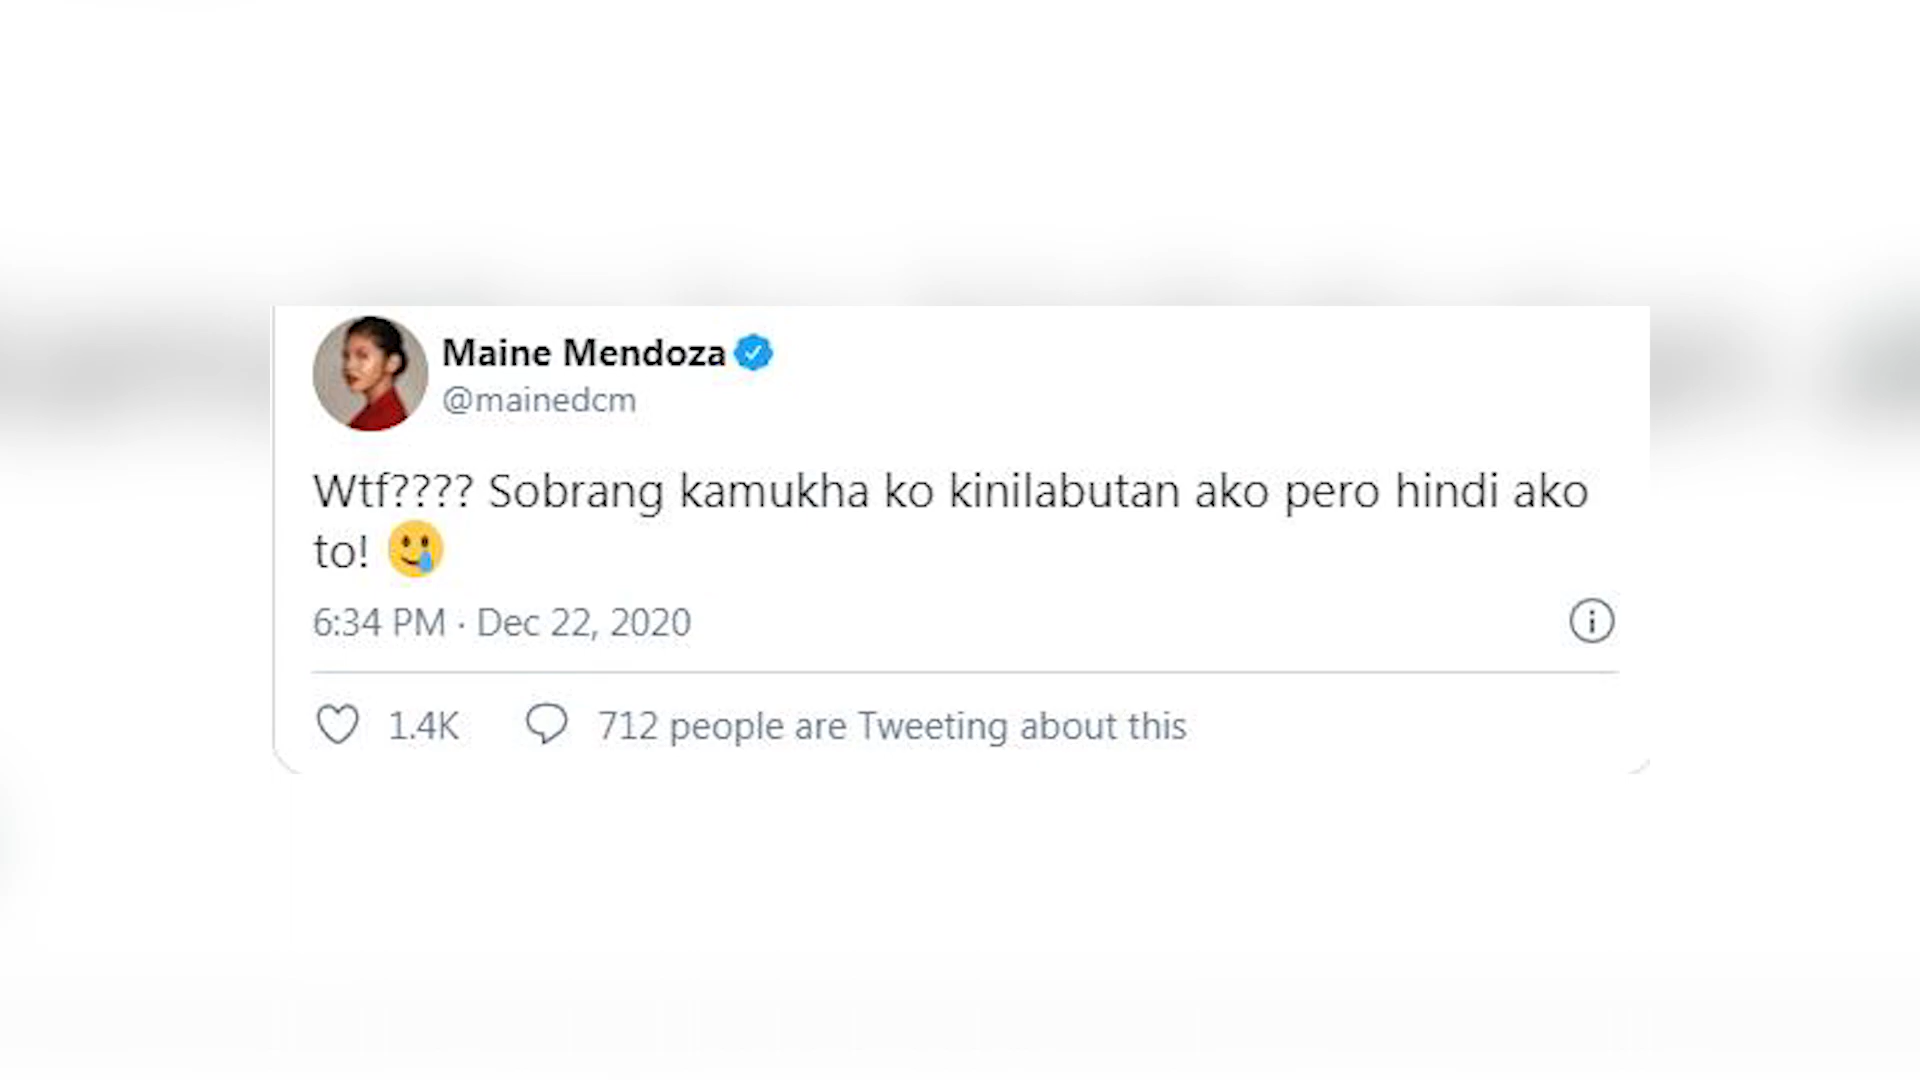 Maine Mendoza
@mainedcm
Wtf???? Sobrang kamukha ko kinilabutan ako pero hindi ako
to! 🥲
6:34 PM · Dec 22, 2020
1.4K 712 people are Tweeting about this